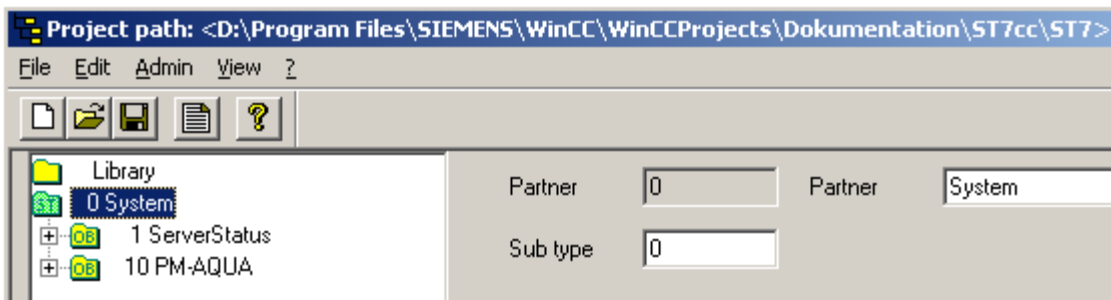 Project path: <D:\Program Files\SIEMENS\WinCC\WinCCProjects\Dokumentation\ST7cc\ST7>
File Edit Admin View ?
Library
ST 0 System
OB 1 ServerStatus
OB 10 PM-AQUA
Partner 0 Partner System
Sub type 0